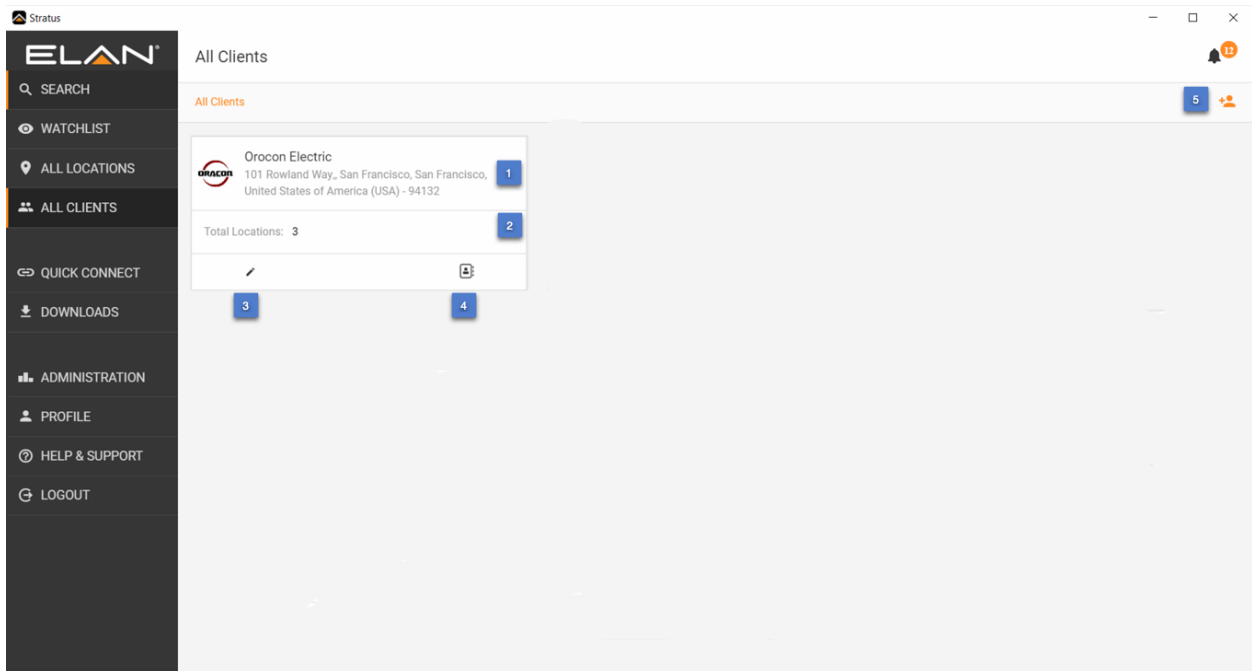 Stratus
ELAN®
All Clients
12
SEARCH
All Clients
5
WATCHLIST
ALL LOCATIONS
ALL CLIENTS
QUICK CONNECT
DOWNLOADS
ADMINISTRATION
PROFILE
HELP & SUPPORT
LOGOUT
ORACON
Orocon Electric
101 Rowland Way,, San Francisco, San Francisco,
United States of America (USA) - 94132
1
Total Locations: 3
2
3
4